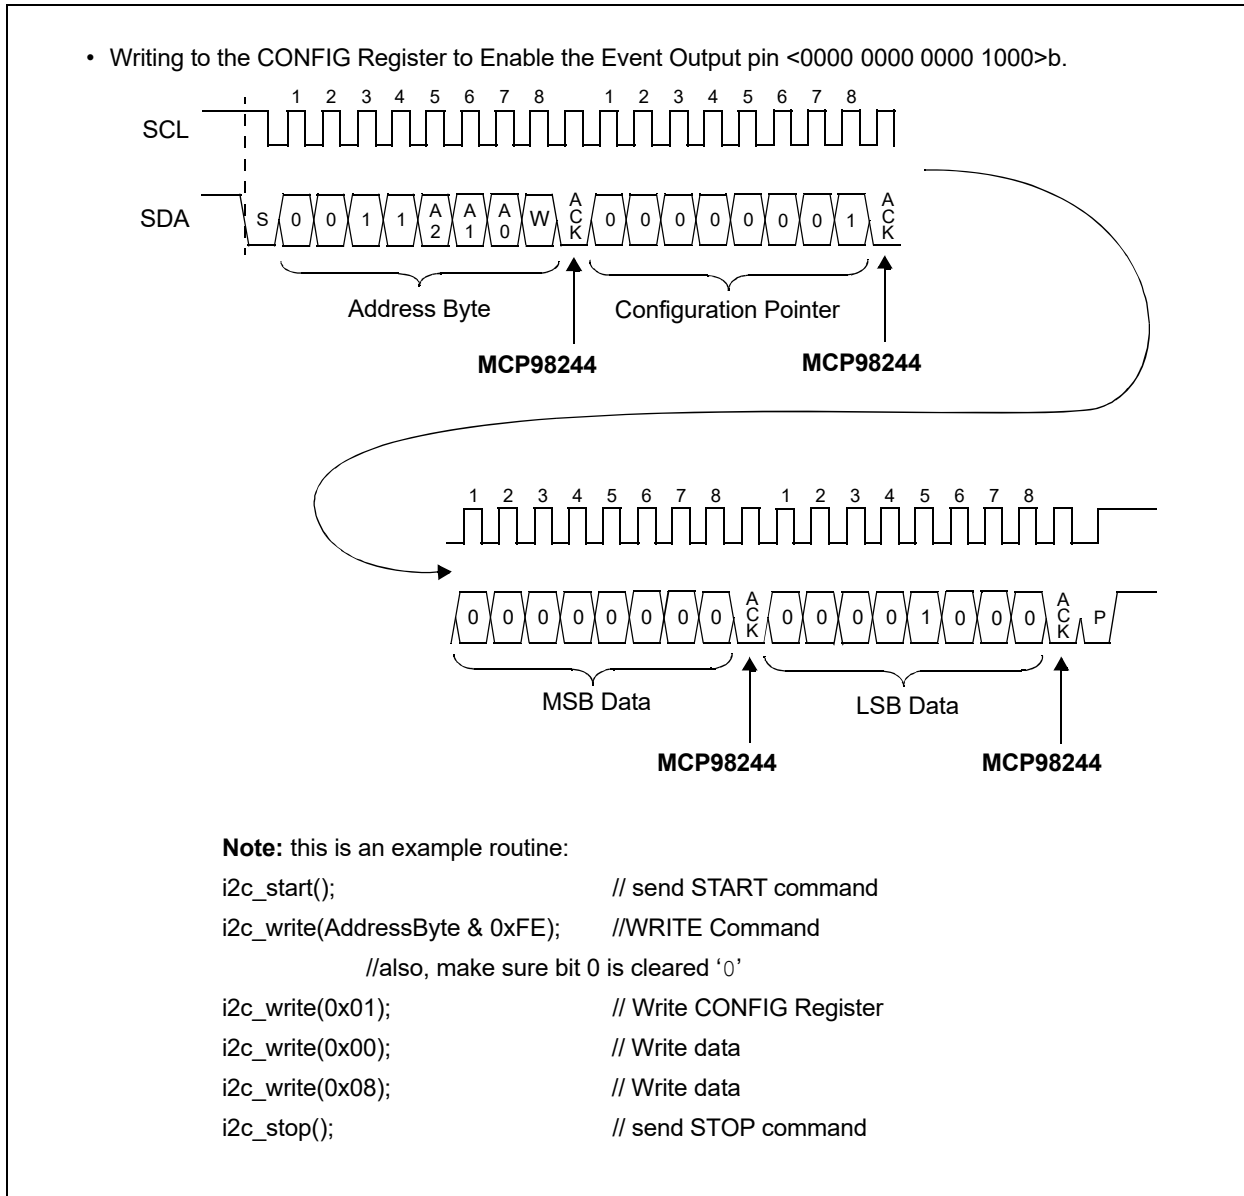 • Writing to the CONFIG Register to Enable the Event Output pin <0000 0000 0000 1000>b.
1 2 3 4 5 6 7 8 1 2 3 4 5 6 7 8
SCL
SDA S 0 0 1 1 A2 A1 A0 W ACK 0 0 0 0 0 0 0 1 ACK
Address Byte Configuration Pointer
MCP98244 MCP98244
1 2 3 4 5 6 7 8 1 2 3 4 5 6 7 8
0 0 0 0 0 0 0 0 ACK 0 0 0 0 1 0 0 0 ACK P
MSB Data LSB Data
MCP98244 MCP98244
Note: this is an example routine:
i2c_start(); // send START command
i2c_write(AddressByte & 0xFE); //WRITE Command
//also, make sure bit 0 is cleared ‘0’
i2c_write(0x01); // Write CONFIG Register
i2c_write(0x00); // Write data
i2c_write(0x08); // Write data
i2c_stop(); // send STOP command